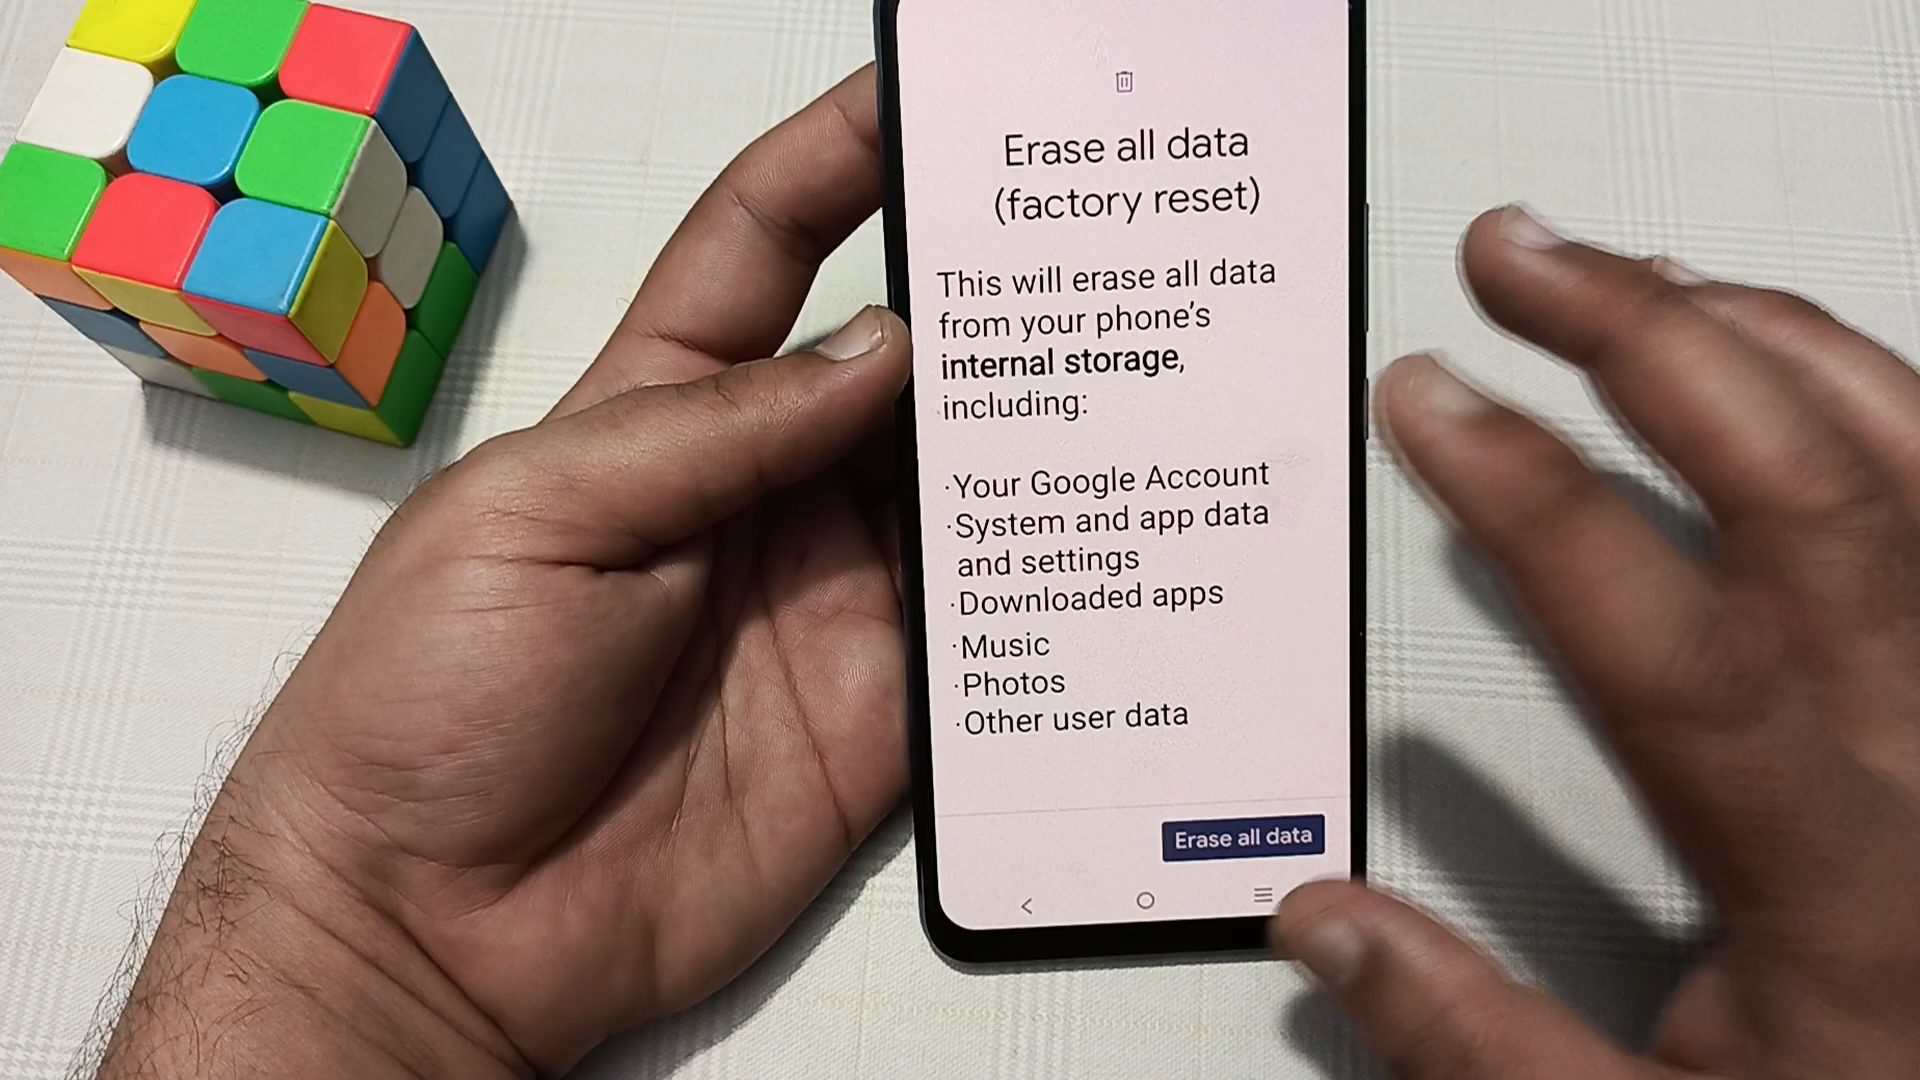 Erase all data
(factory reset)
This will erase all data
from your phone's
internal storage,
including:
·Your Google Account
·System and app data
and settings
·Downloaded apps
·Music
·Photos
·Other user data
Erase all data